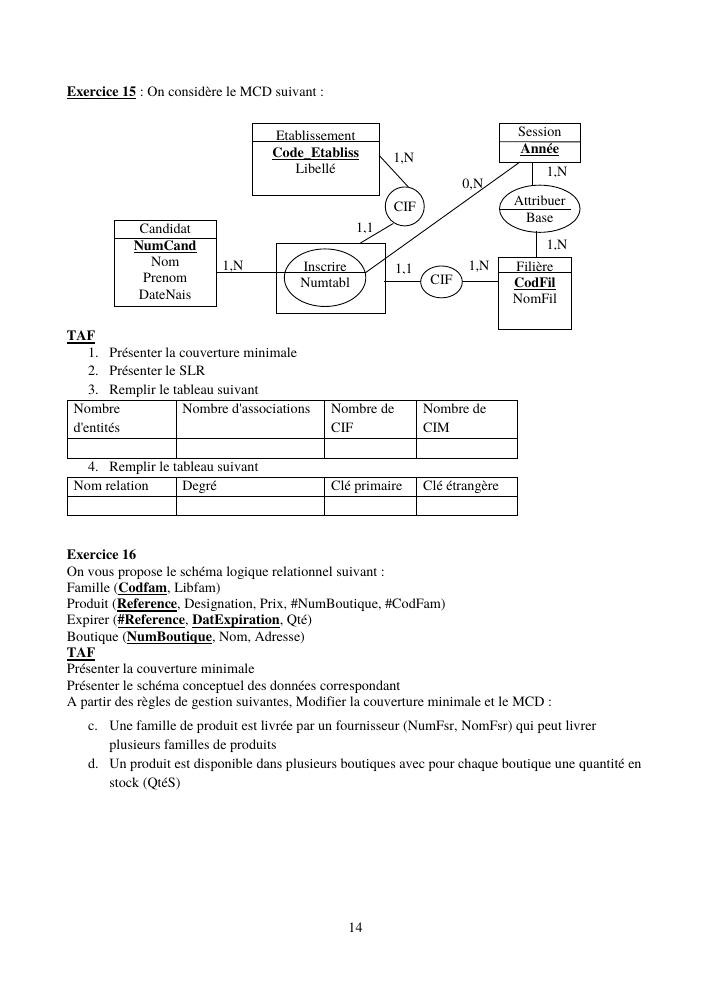 Exercice 15 : On considère le MCD suivant :
Etablissement
Code_Etabliss
Libellé
Session
Année
1,N
1,N
0,N
CIF
Attribuer
Base
1,1
1,N
Candidat
NumCand
Nom
Prenom
DateNais
1,N
Inscrire
Numtabl
1,1
CIF
1,N
Filière
CodFil
NomFil
TAF
1. Présenter la couverture minimale
2. Présenter le SLR
3. Remplir le tableau suivant
Nombre d'entités
Nombre d'associations
Nombre de CIF
Nombre de CIM
4. Remplir le tableau suivant
Nom relation
Degré
Clé primaire
Clé étrangère
Exercice 16
On vous propose le schéma logique relationnel suivant :
Famille (Codfam, Libfam)
Produit (Reference, Designation, Prix, #NumBoutique, #CodFam)
Expirer (#Reference, DatExpiration, Qté)
Boutique (NumBoutique, Nom, Adresse)
TAF
Présenter la couverture minimale
Présenter le schéma conceptuel des données correspondant
A partir des règles de gestion suivantes, Modifier la couverture minimale et le MCD :
c. Une famille de produit est livrée par un fournisseur (NumFsr, NomFsr) qui peut livrer
plusieurs familles de produits
d. Un produit est disponible dans plusieurs boutiques avec pour chaque boutique une quantité en
stock (QtéS)
14